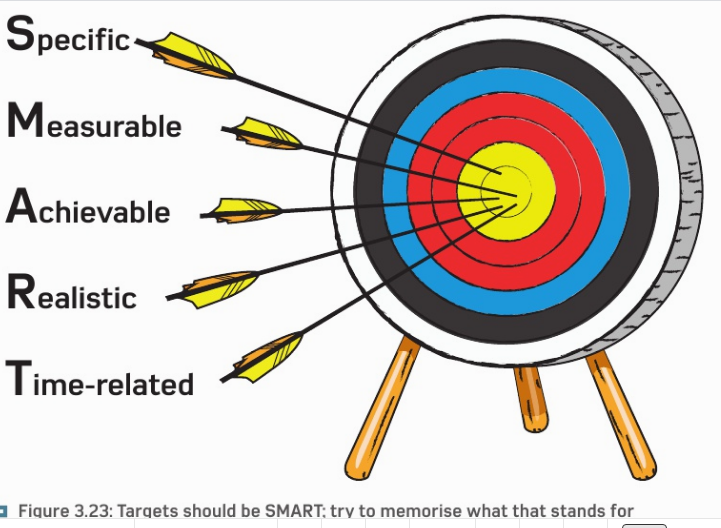 Specific
Measurable
Achievable
Realistic
Time-related
Figure 3.23: Targets should be SMART; try to memorise what that stands for